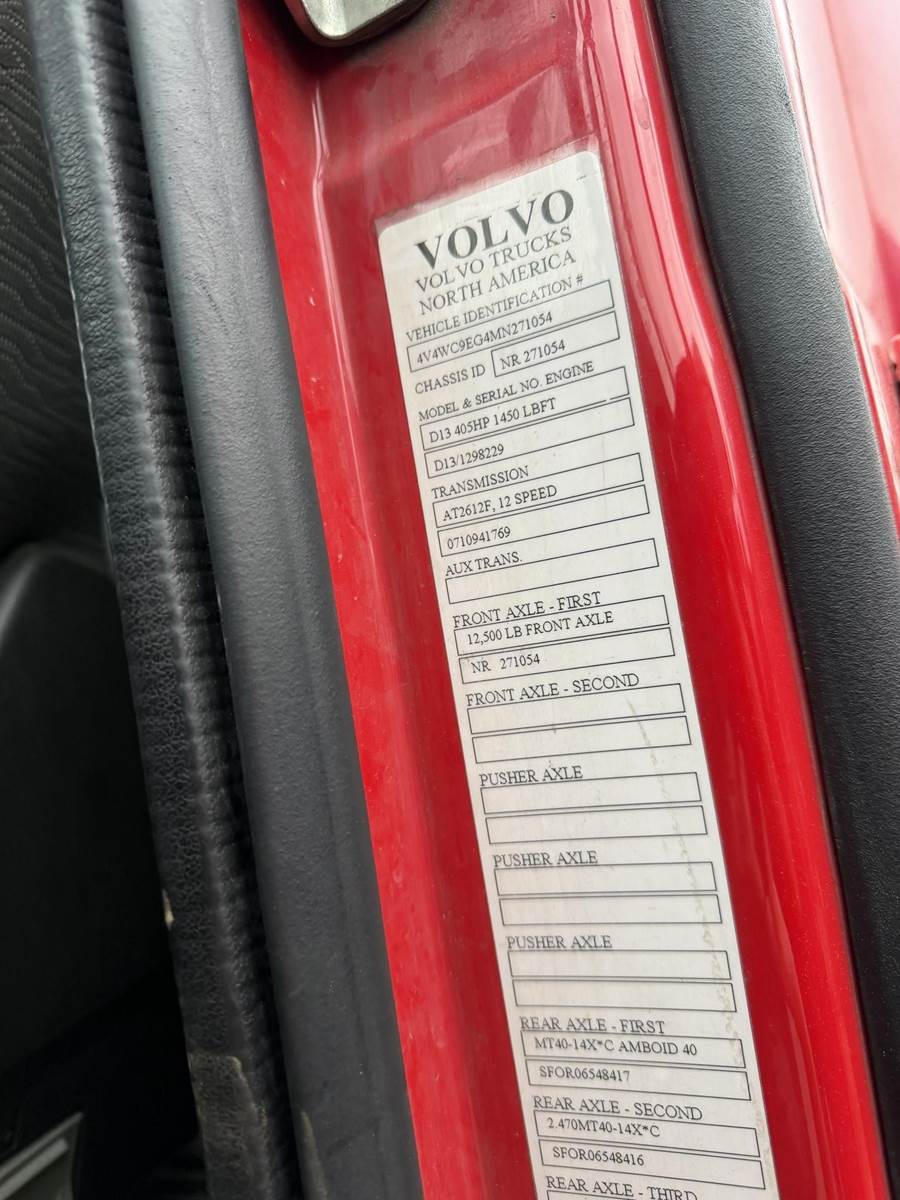 VOLVO
VOLVO TRUCKS
NORTH AMERICA
VEHICLE IDENTIFICATION #
4V4WC9EG4MN271054
CHASSIS ID NR 271054
MODEL & SERIAL NO. ENGINE
D13 405HP 1450 LBFT
D13/1298229
TRANSMISSION
AT2612F, 12 SPEED
0710941769
AUX TRANS.
FRONT AXLE - FIRST
12,500 LB FRONT AXLE
NR 271054
FRONT AXLE - SECOND
PUSHER AXLE
PUSHER AXLE
PUSHER AXLE
REAR AXLE - FIRST
MT40-14X*C AMBOID 40
SFOR06548417
REAR AXLE - SECOND
2.470MT40-14X*C
SFOR06548416
REAR AXLE - THIRD